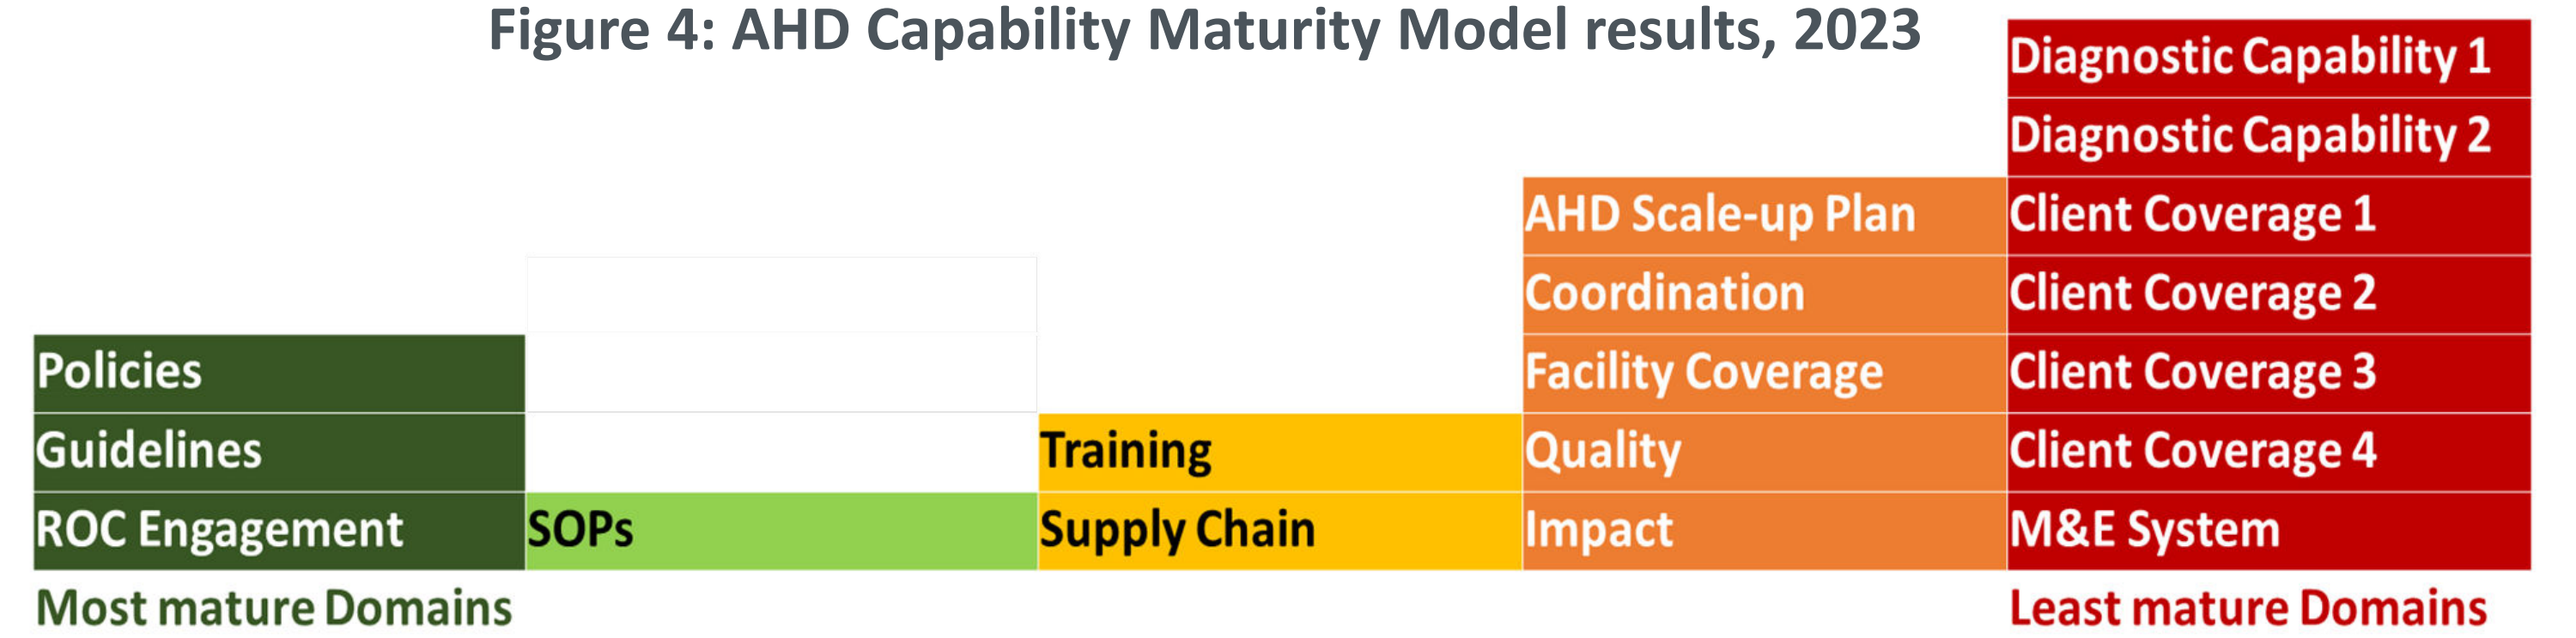 Figure 4: AHD Capability Maturity Model results, 2023
Policies
Guidelines
ROC Engagement
Most mature Domains
SOPs
Training
Supply Chain
AHD Scale-up Plan
Coordination
Facility Coverage
Quality
Impact
Diagnostic Capability 1
Diagnostic Capability 2
Client Coverage 1
Client Coverage 2
Client Coverage 3
Client Coverage 4
M&E System
Least mature Domains